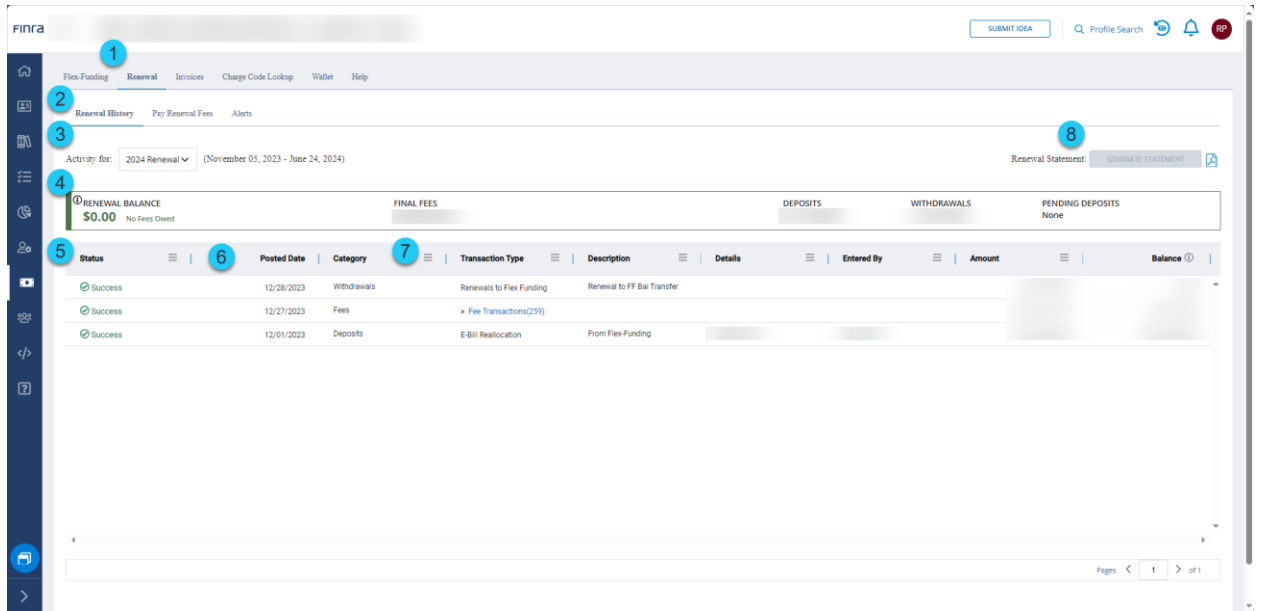 Finra
SUBMIT IDEA Profile Search RP
1
Flex-Funding Renewal Invoices Charge Code Lookup Wallet Help
2
Renewal History Pay Renewal Fees Alerts
3 8
Activity for: 2024 Renewal (November 05, 2023 - June 24, 2024) Renewal Statement: GENERATE STATEMENT
4
RENEWAL BALANCE FINAL FEES DEPOSITS WITHDRAWALS PENDING DEPOSITS
$0.00 No Fees Owed None
5 6 7
Status Posted Date Category Transaction Type Description Details Entered By Amount Balance
Success 12/28/2023 Withdrawals Renewals to Flex Funding Renewal to FF Bal Transfer
Success 12/27/2023 Fees » Fee Transactions(259)
Success 12/01/2023 Deposits E-Bill Reallocation From Flex-Funding
Pages: 1 of 1